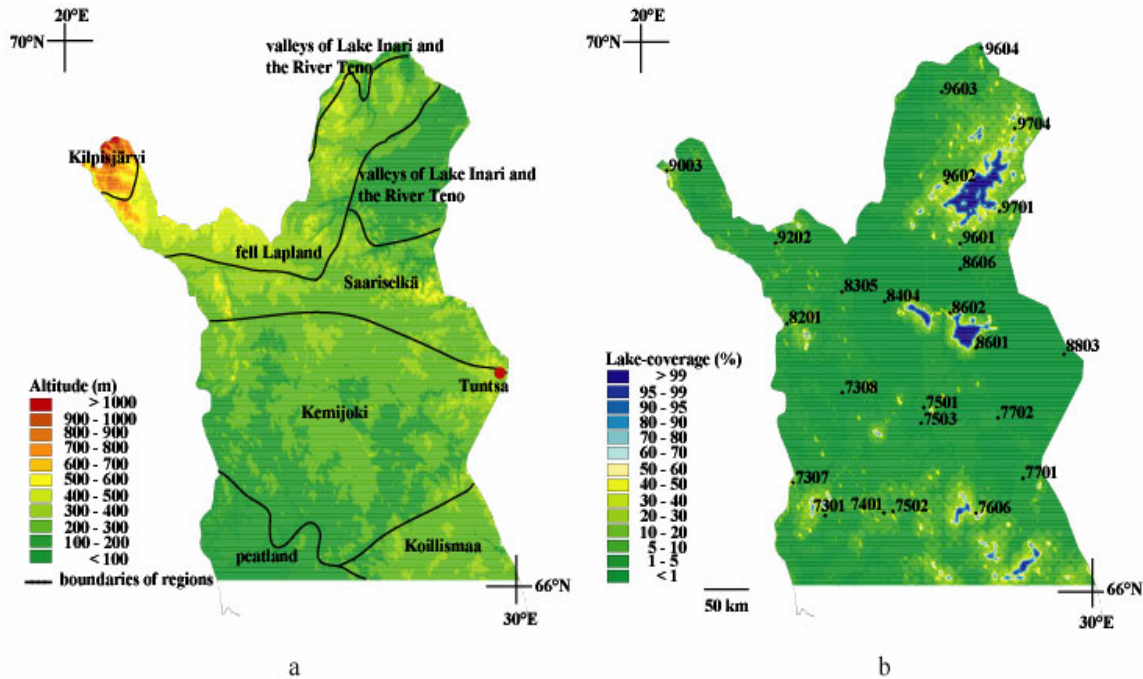 20°E
70°N
valleys of Lake Inari and
the River Teno
Kilpisjärvi
valleys of Lake Inari and
the River Teno
fell Lapland
Saariselkä
Tuntsa
Kemijoki
peatland
Koillismaa
Altitude (m)
> 1000
900 - 1000
800 - 900
700 - 800
600 - 700
500 - 600
400 - 500
300 - 400
200 - 300
100 - 200
< 100
boundaries of regions
66°N
30°E
a
20°E
70°N
9604
9603
9704
9003
9602
9701
9202
9601
8606
8305
8404
8602
8201
8601
8803
7308
7501
7503
7702
7307
7701
7301
7401
7502
7606
Lake-coverage (%)
> 99
95 - 99
90 - 95
80 - 90
70 - 80
60 - 70
50 - 60
40 - 50
30 - 40
20 - 30
10 - 20
5 - 10
1 - 5
< 1
50 km
66°N
30°E
b